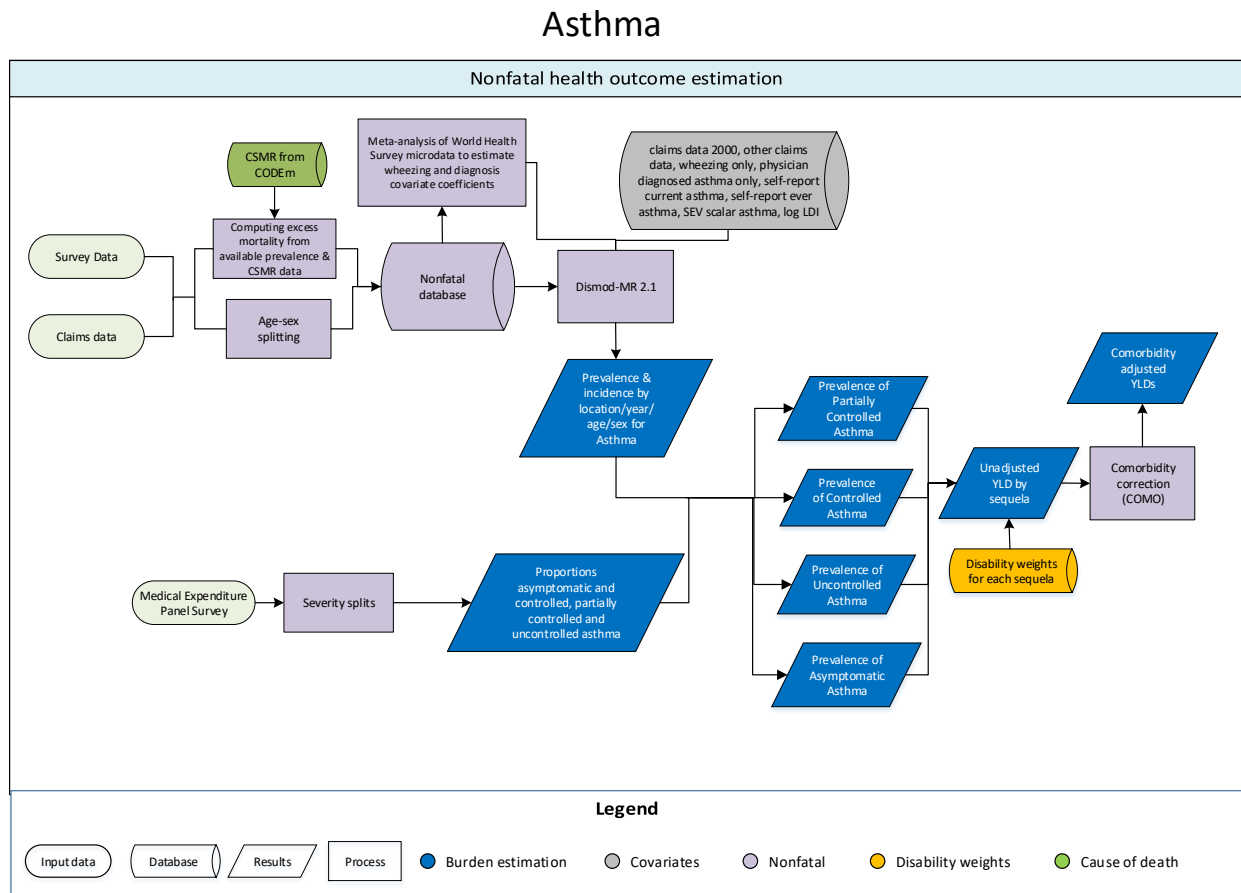 Asthma
Nonfatal health outcome estimation
CSMR from
CODEm
Meta-analysis of World Health
Survey microdata to estimate
wheezing and diagnosis
covariate coefficients
claims data 2000, other claims
data, wheezing only, physician
diagnosed asthma only, self-report
current asthma, self-report ever
asthma, SEV scalar asthma, log LDI
Survey Data
Claims data
Computing excess
mortality from
available prevalence &
CSMR data
Age-sex
splitting
Nonfatal
database
Dismod-MR 2.1
Prevalence &
incidence by
location/year/
age/sex for
Asthma
Prevalence of
Partially
Controlled
Asthma
Prevalence
of Controlled
Asthma
Prevalence of
Uncontrolled
Asthma
Prevalence of
Asymptomatic
Asthma
Unadjusted
YLD by
sequela
Disability weights
for each sequela
Comorbidity
adjusted
YLDs
Comorbidity
correction
(COMO)
Medical Expenditure
Panel Survey
Severity splits
Proportions
asymptomatic and
controlled, partially
controlled and
uncontrolled asthma
Legend
Input data
Database
Results
Process
Burden estimation
Covariates
Nonfatal
Disability weights
Cause of death